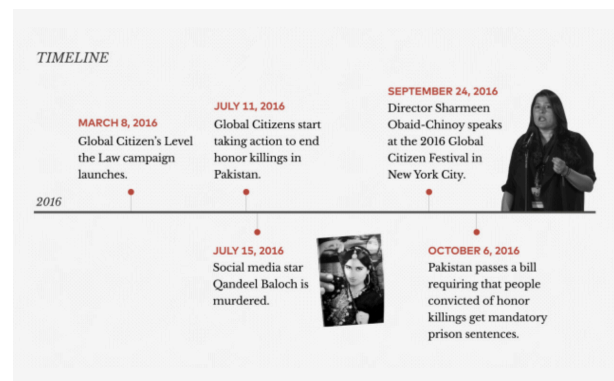 TIMELINE
MARCH 8, 2016
Global Citizen's Level
the Law campaign
launches.
JULY 11, 2016
Global Citizens start
taking action to end
honor killings in
Pakistan.
SEPTEMBER 24, 2016
Director Sharmeen
Obaid-Chinoy speaks
at the 2016 Global
Citizen Festival in
New York City.
2016
JULY 15, 2016
Social media star
Qandeel Baloch is
murdered.
OCTOBER 6, 2016
Pakistan passes a bill
requiring that people
convicted of honor
killings get mandatory
prison sentences.